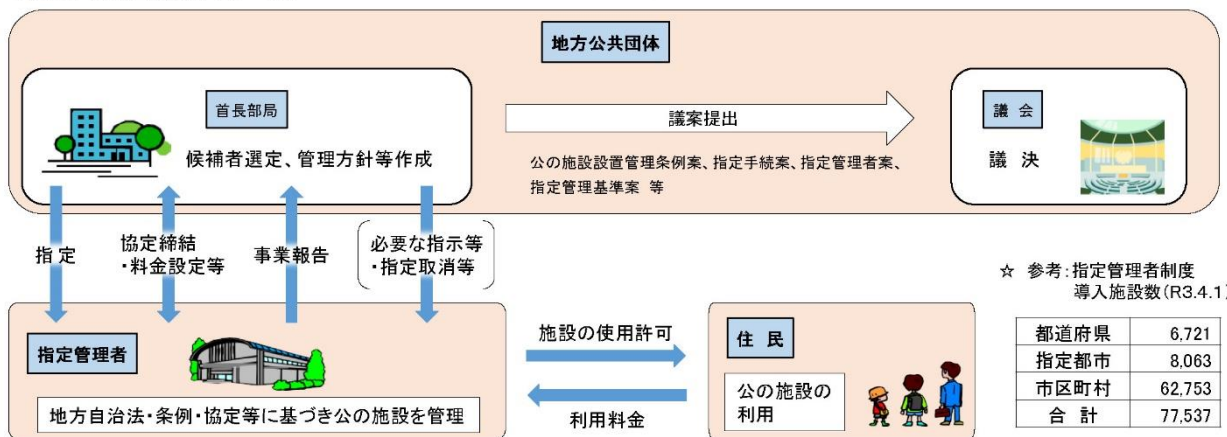 地方公共団体
首長部局
候補者選定、管理方針等作成
議案提出
公の施設設置管理条例案、指定手続案、指定管理者案、
指定管理基準案 等
議 会
議 決
指 定
協定締結
・料金設定等
事業報告
必要な指示等
・指定取消等
指定管理者
地方自治法・条例・協定等に基づき公の施設を管理
施設の使用許可
利用料金
住 民
公の施設の
利用
☆ 参考:指定管理者制度
導入施設数(R3.4.1)
都道府県 6,721
指定都市 8,063
市区町村 62,753
合 計 77,537